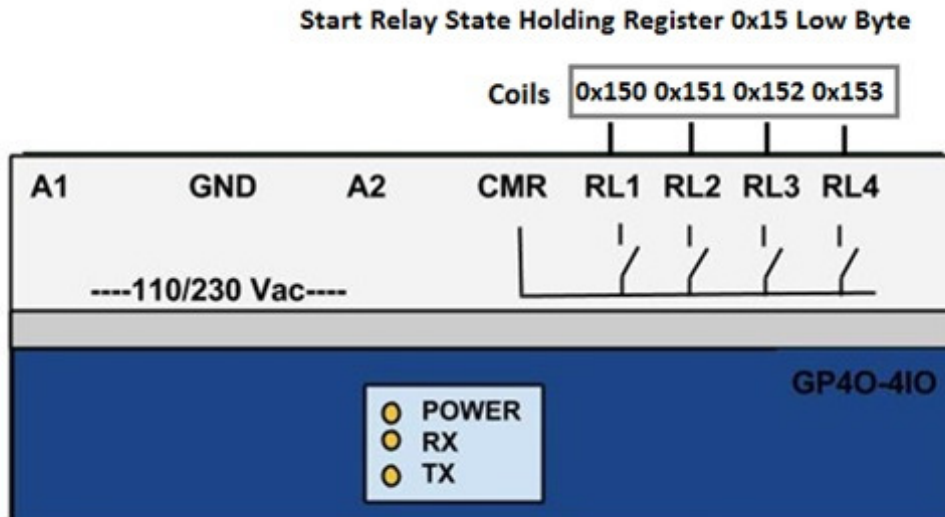 Start Relay State Holding Register 0x15 Low Byte
Coils 0x150 0x151 0x152 0x153
A1 GND A2 CMR RL1 RL2 RL3 RL4
----110/230 Vac----
GP4O-4IO
POWER
RX
TX